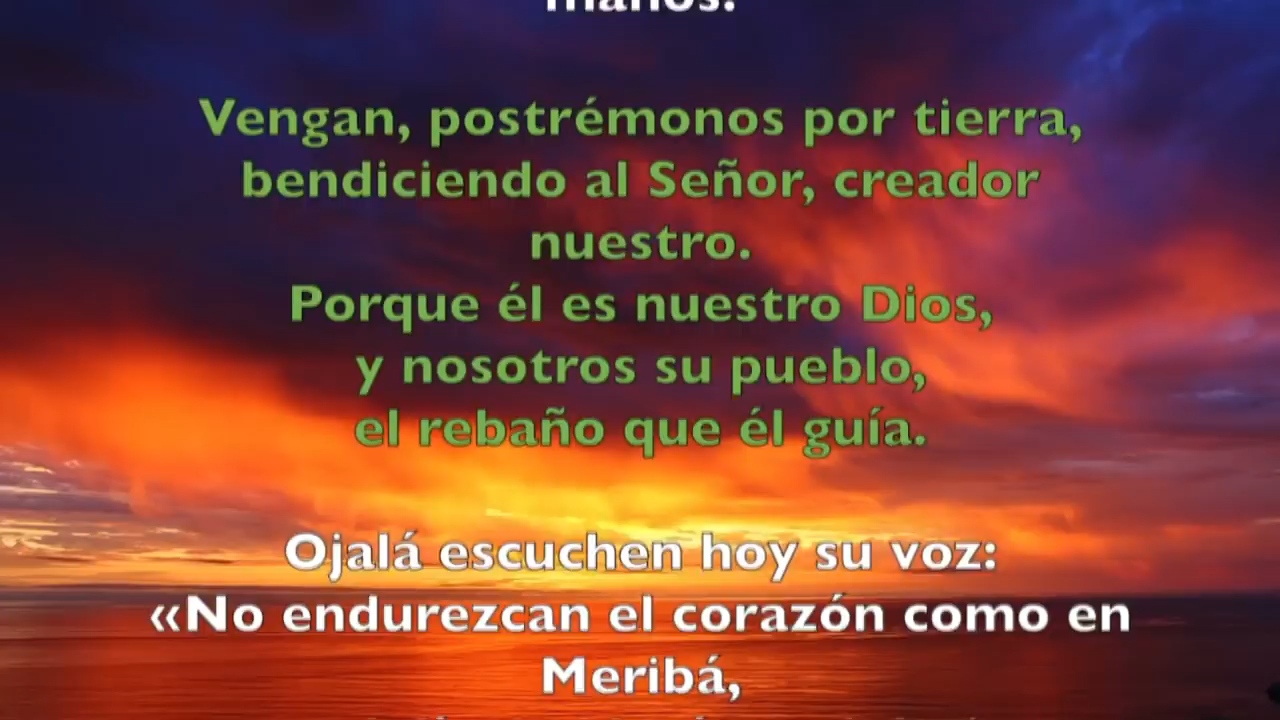 manos.
Vengan, postrémonos por tierra,
bendiciendo al Señor, creador
nuestro.
Porque él es nuestro Dios,
y nosotros su pueblo,
el rebaño que él guía.
Ojalá escuchen hoy su voz:
«No endurezcan el corazón como en
Meribá,